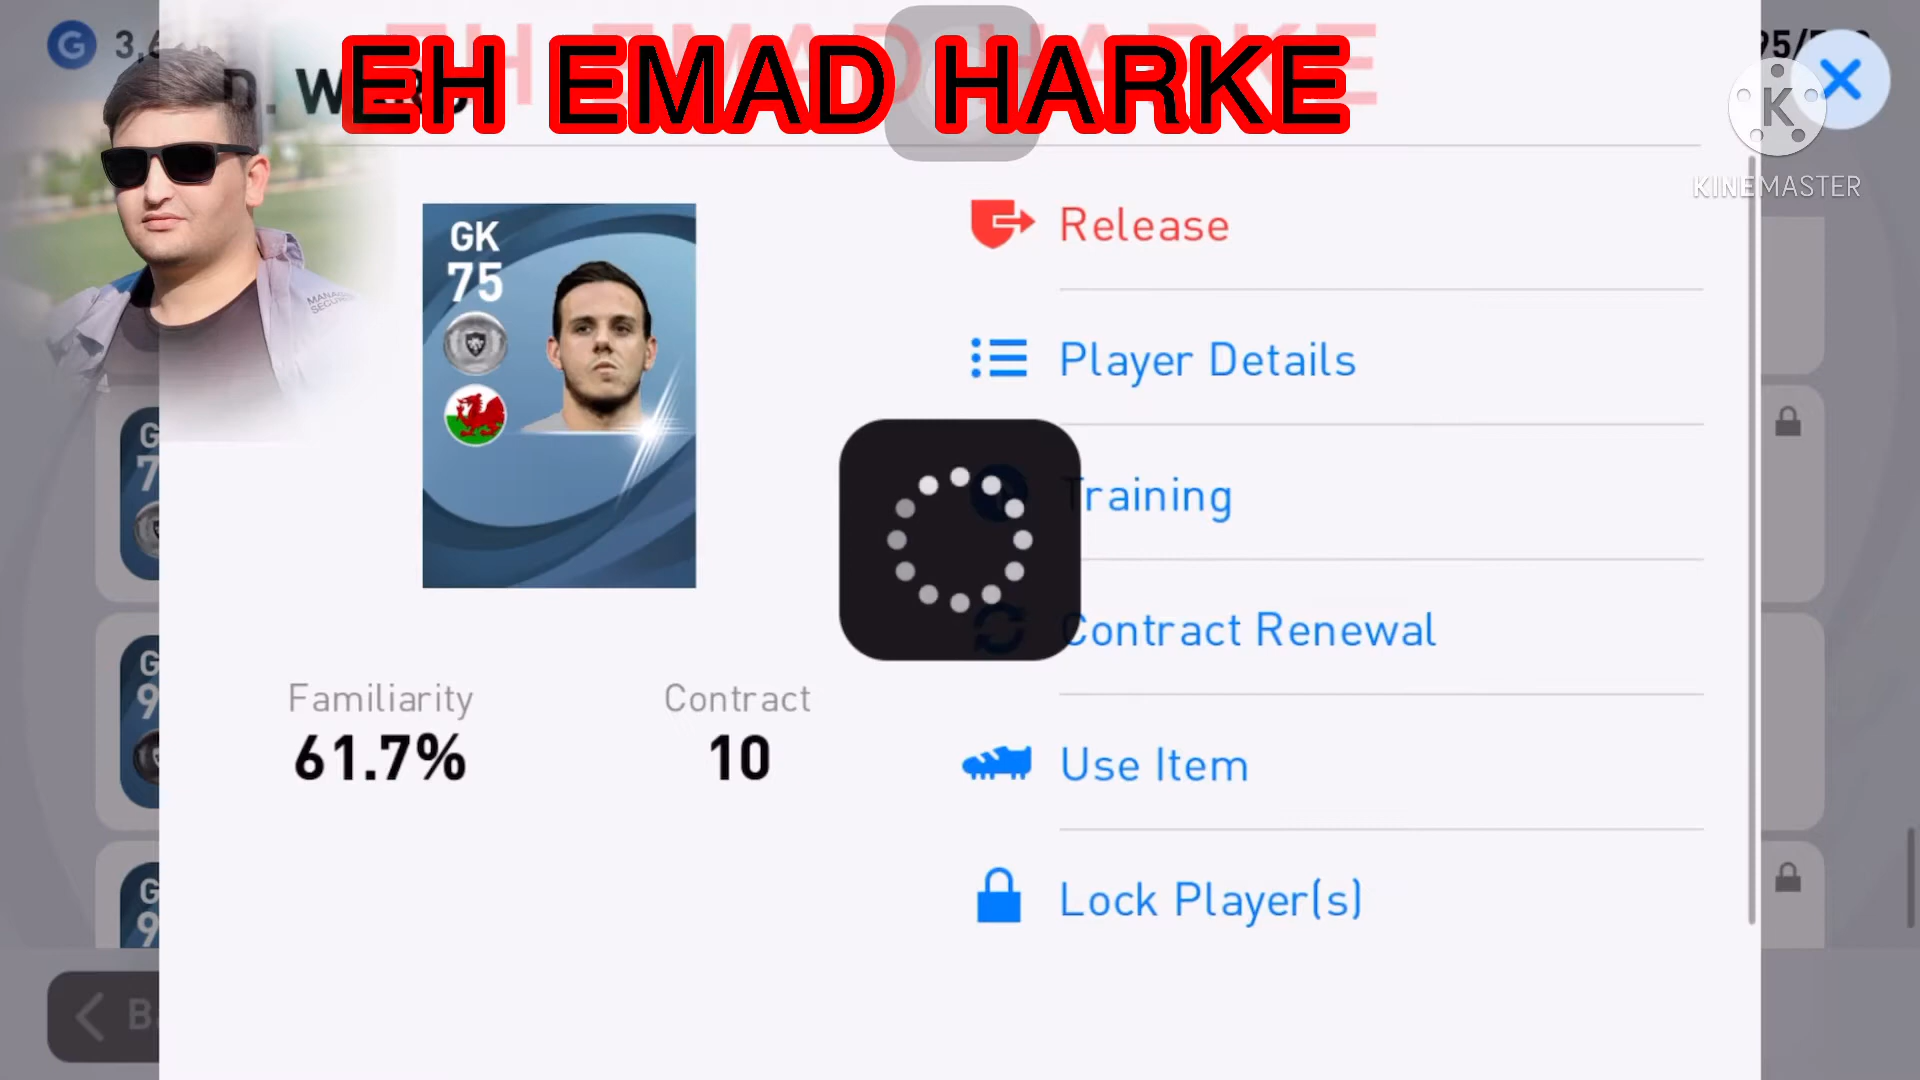 EH EMAD HARKE
KINEMASTER
GK
75
Release
Player Details
Training
Contract Renewal
Use Item
Lock Player(s)
Familiarity
61.7%
Contract
10